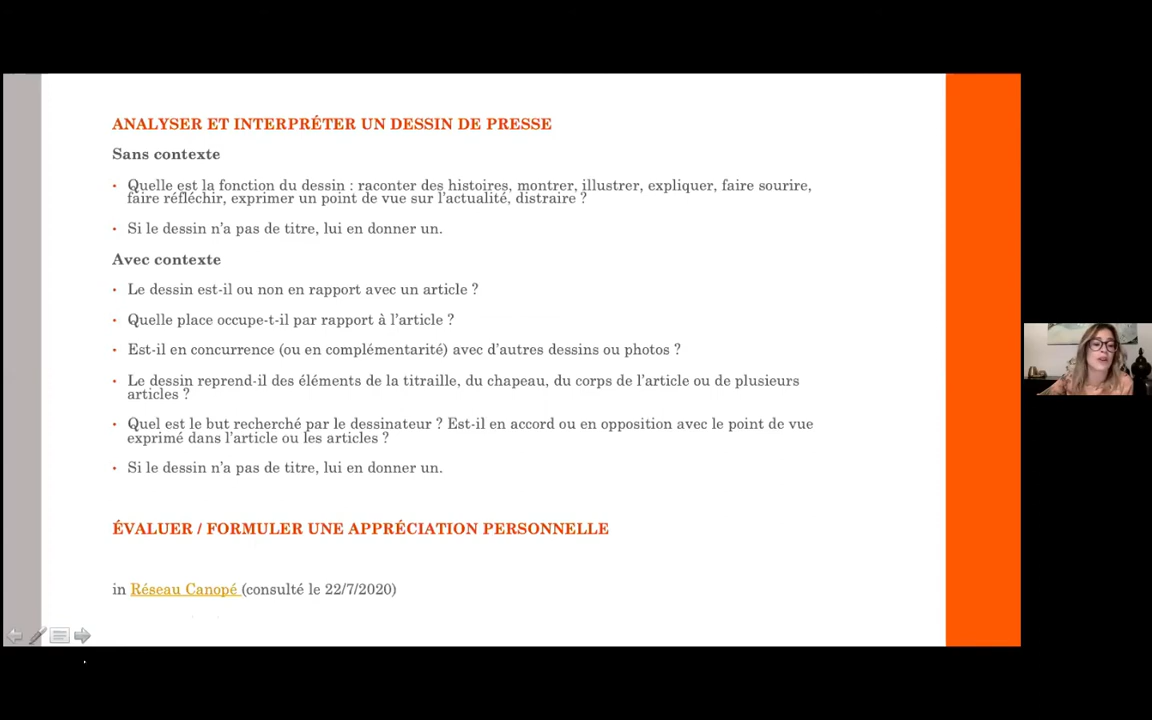 ANALYSER ET INTERPRÉTER UN DESSIN DE PRESSE
Sans contexte
• Quelle est la fonction du dessin : raconter des histoires, montrer, illustrer, expliquer, faire sourire,
faire réfléchir, exprimer un point de vue sur l'actualité, distraire ?
• Si le dessin n'a pas de titre, lui en donner un.
Avec contexte
• Le dessin est-il ou non en rapport avec un article ?
• Quelle place occupe-t-il par rapport à l'article ?
• Est-il en concurrence (ou en complémentarité) avec d'autres dessins ou photos ?
• Le dessin reprend-il des éléments de la titraille, du chapeau, du corps de l'article ou de plusieurs
articles ?
• Quel est le but recherché par le dessinateur ? Est-il en accord ou en opposition avec le point de vue
exprimé dans l'article ou les articles ?
• Si le dessin n'a pas de titre, lui en donner un.
ÉVALUER / FORMULER UNE APPRÉCIATION PERSONNELLE
in Réseau Canopé (consulté le 22/7/2020)